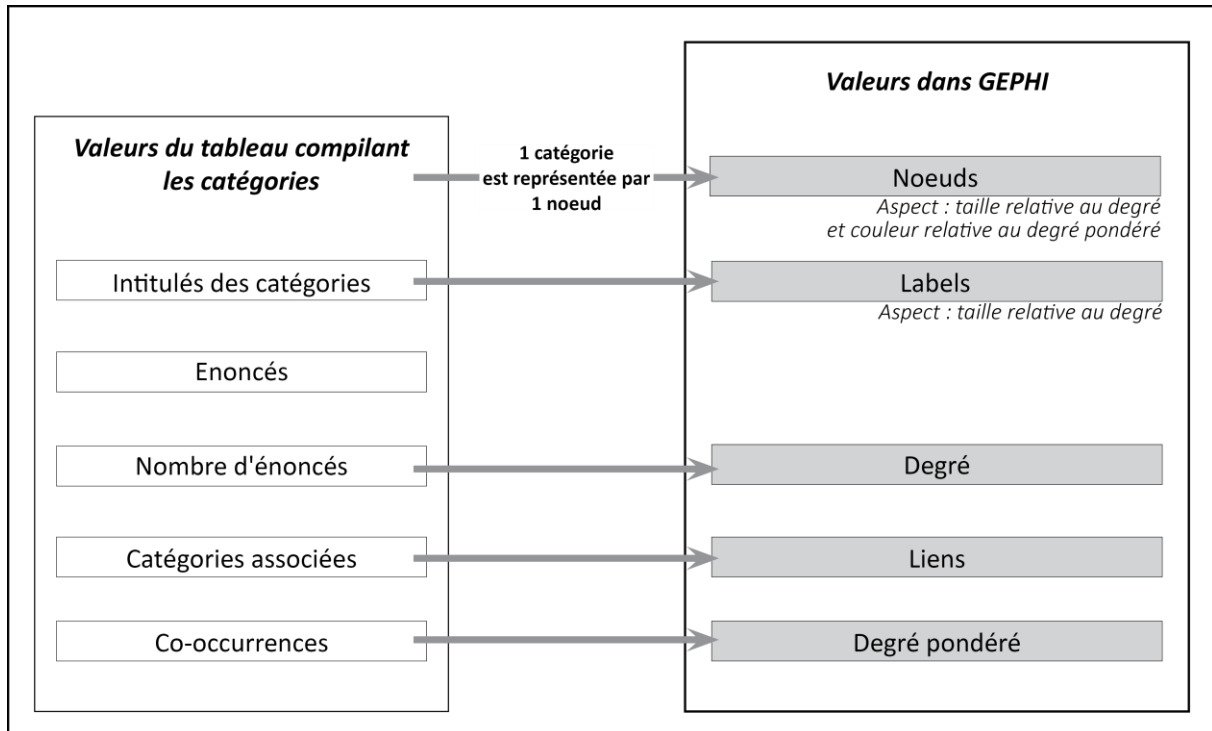 Valeurs dans GEPHI
Valeurs du tableau compilant
les catégories
1 catégorie
est représentée par
1 noeud
Noeuds
Aspect : taille relative au degré
et couleur relative au degré pondéré
Intitulés des catégories
Labels
Aspect : taille relative au degré
Enoncés
Nombre d'énoncés
Degré
Catégories associées
Liens
Co-occurrences
Degré pondéré